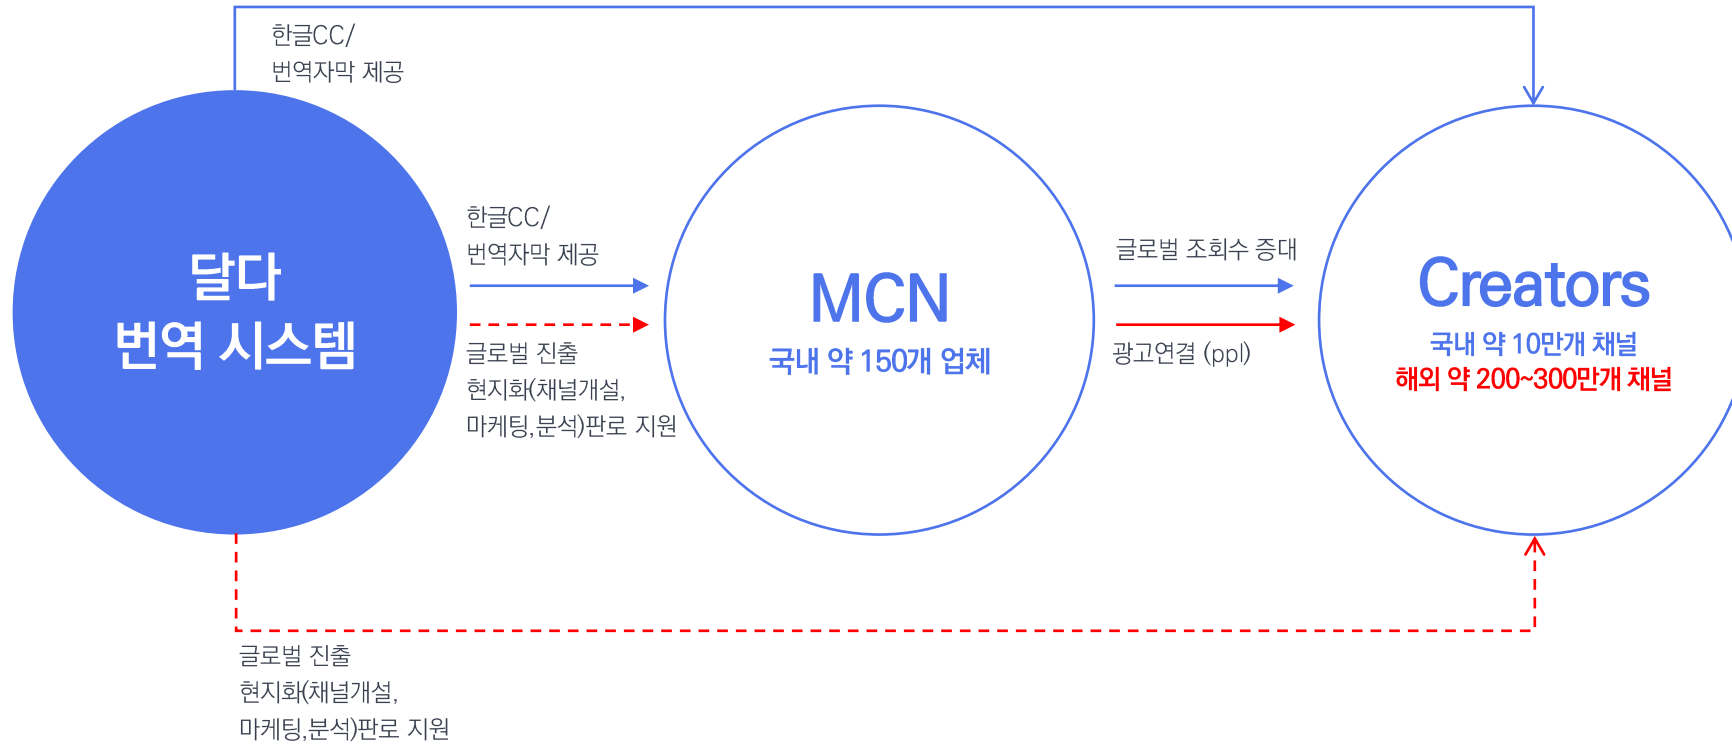 한글CC/
번역자막 제공
달다
번역 시스템
한글CC/
번역자막 제공
글로벌 진출
현지화(채널개설,
마케팅,분석)판로 지원
MCN
국내 약 150개 업체
글로벌 조회수 증대
광고연결 (ppl)
Creators
국내 약 10만개 채널
해외 약 200~300만개 채널
글로벌 진출
현지화(채널개설,
마케팅,분석)판로 지원